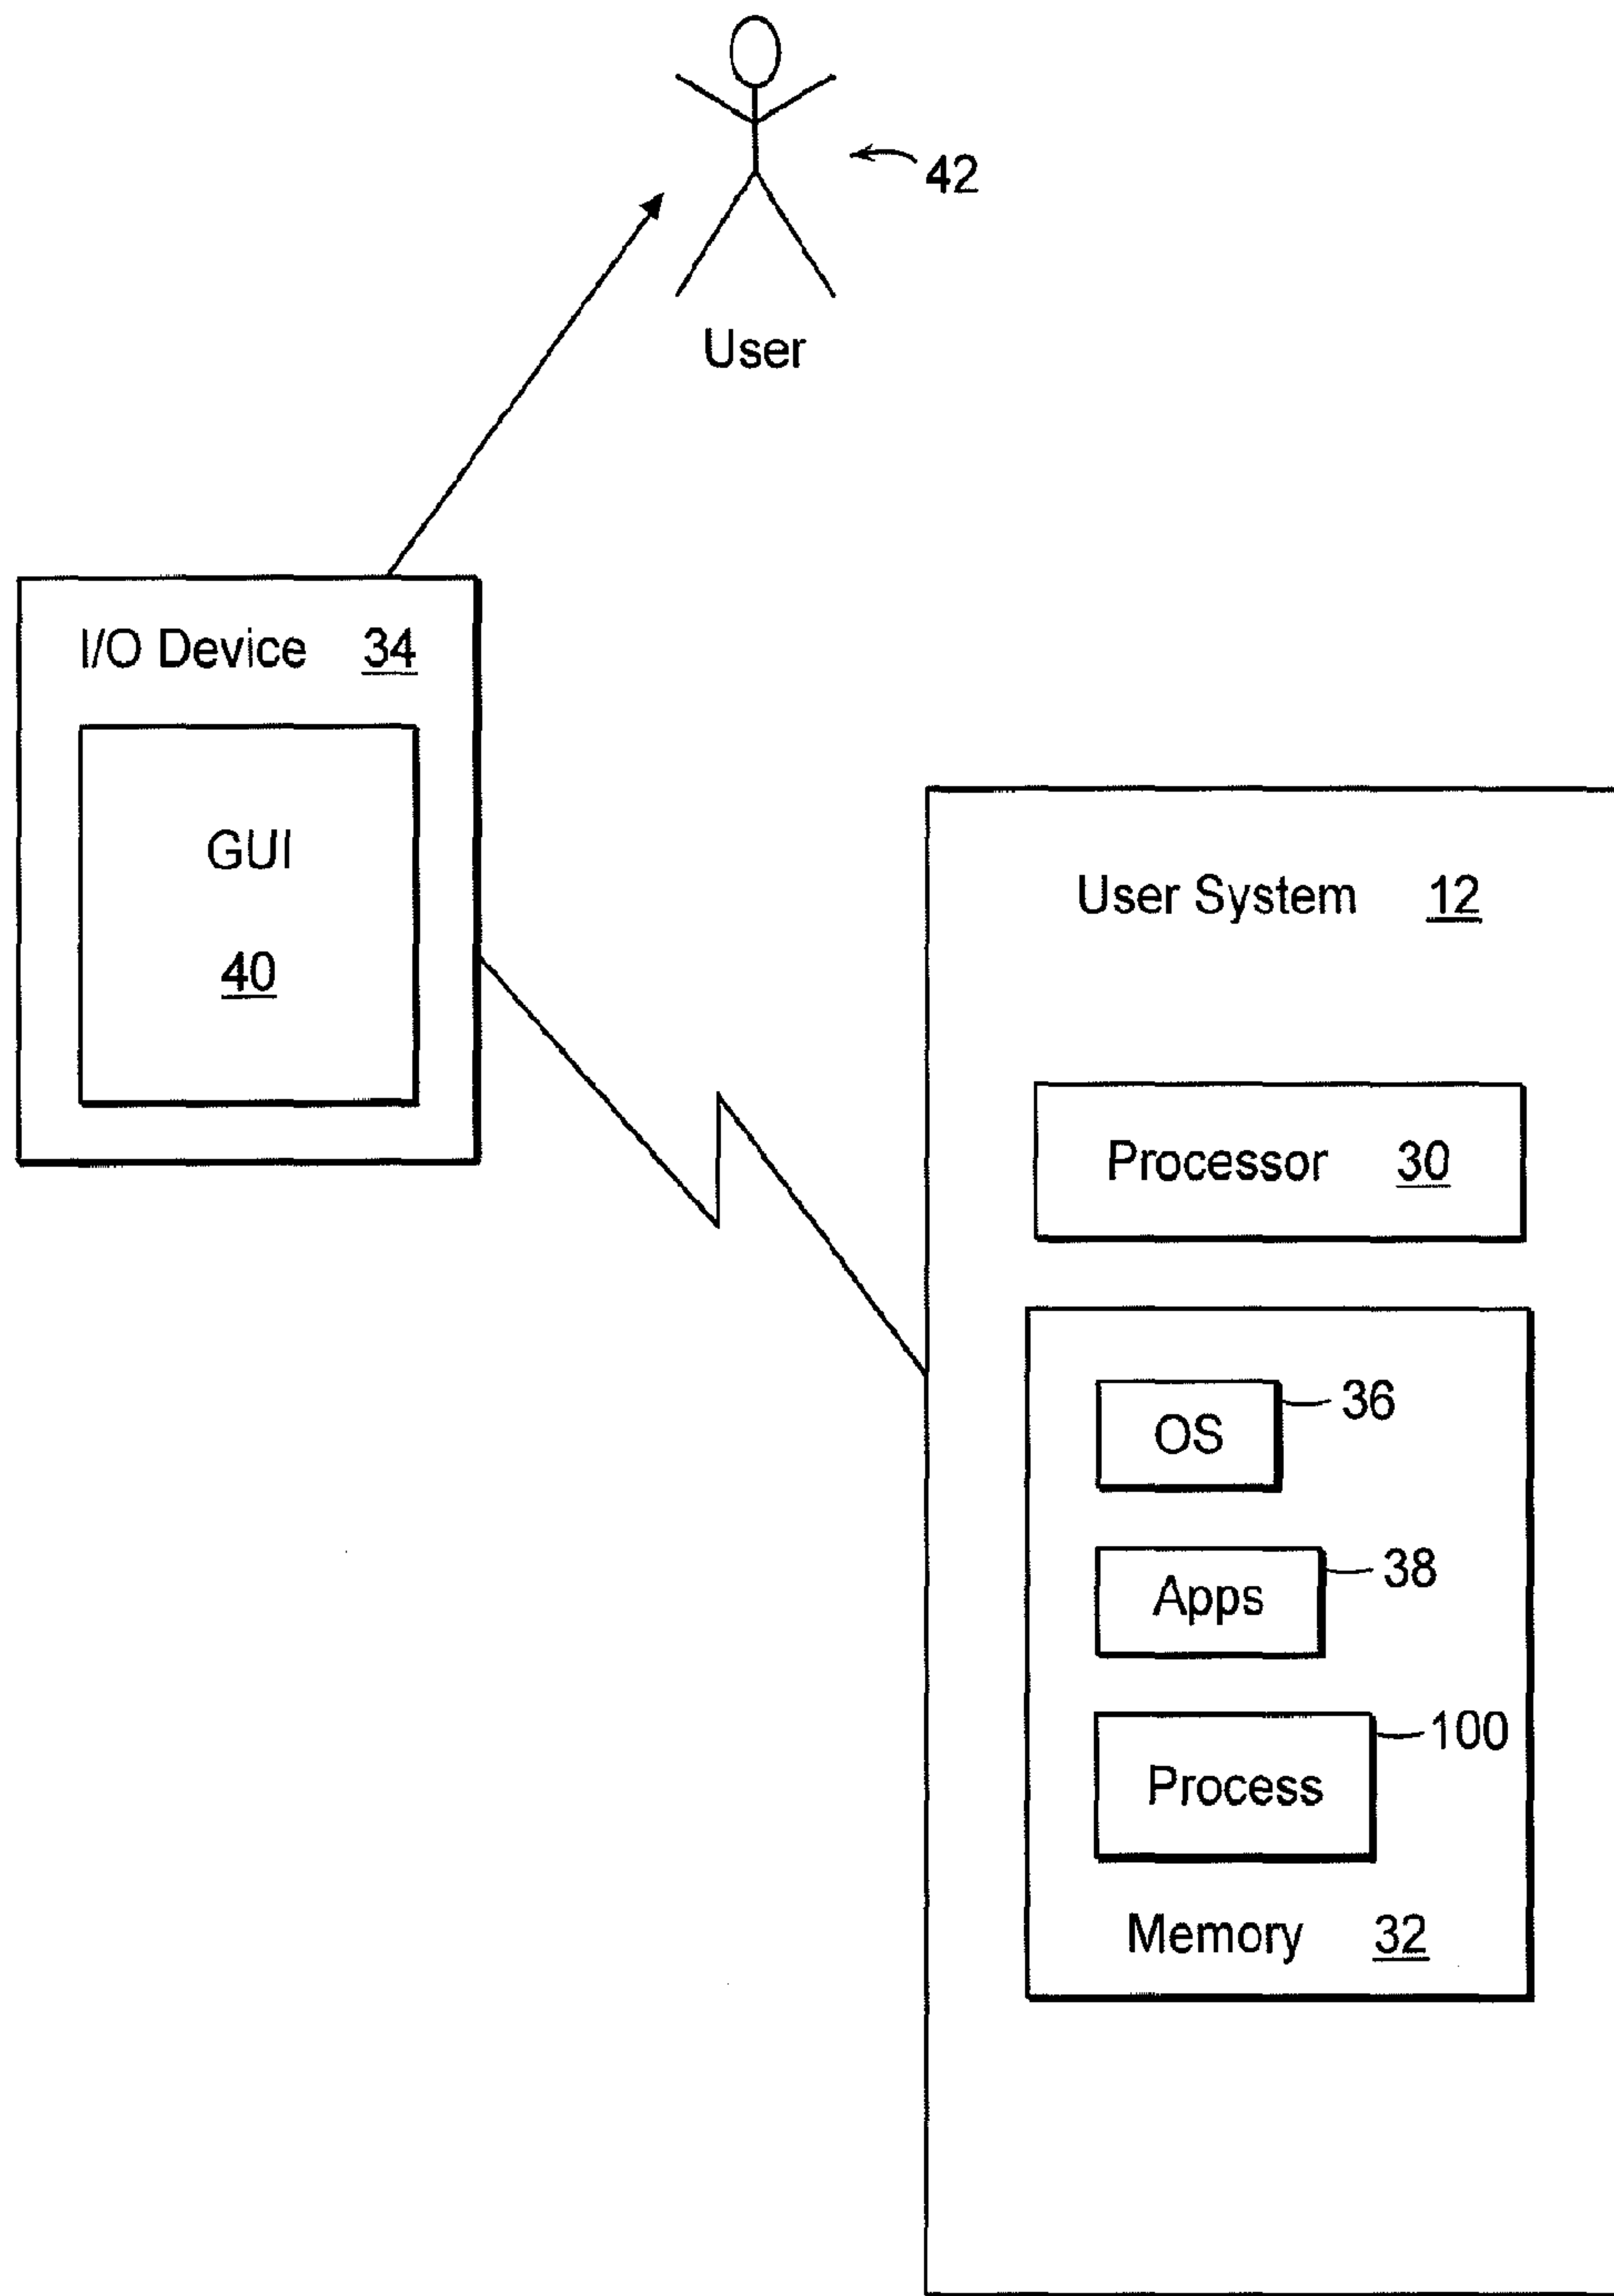 42
User
I/O Device 34
GUI
40
User System 12
Processor 30
OS
36
Apps
38
Process
100
Memory 32